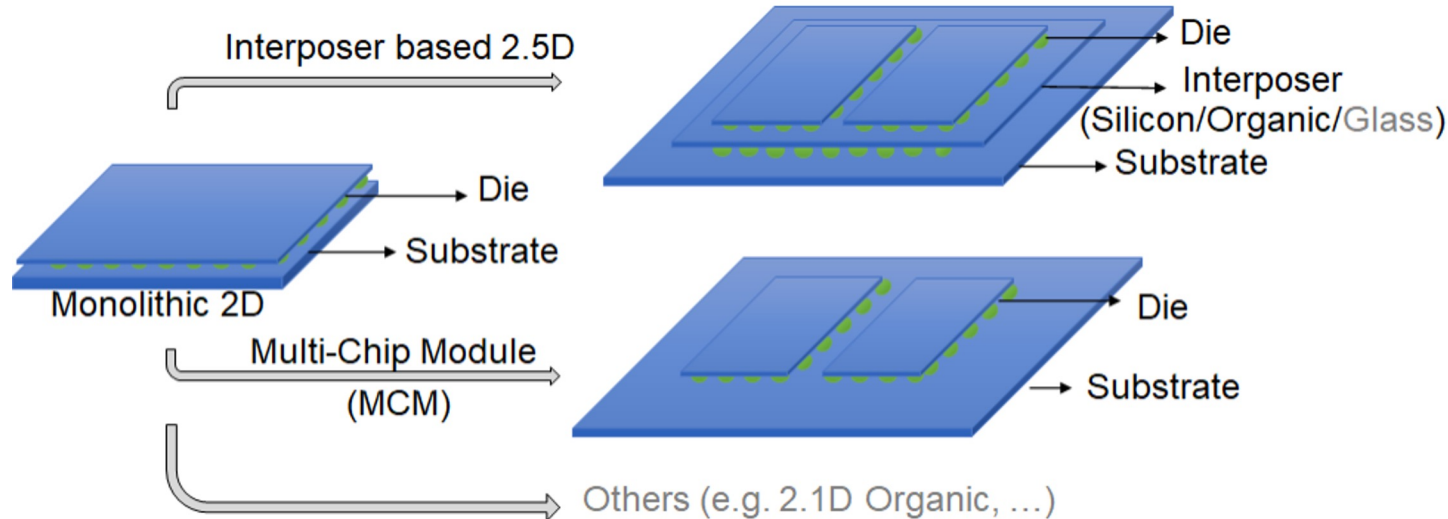 Interposer based 2.5D
Die
Interposer
(Silicon/Organic/Glass)
Substrate
Die
Substrate
Monolithic 2D
Multi-Chip Module
(MCM)
Die
Substrate
Others (e.g. 2.1D Organic, …)